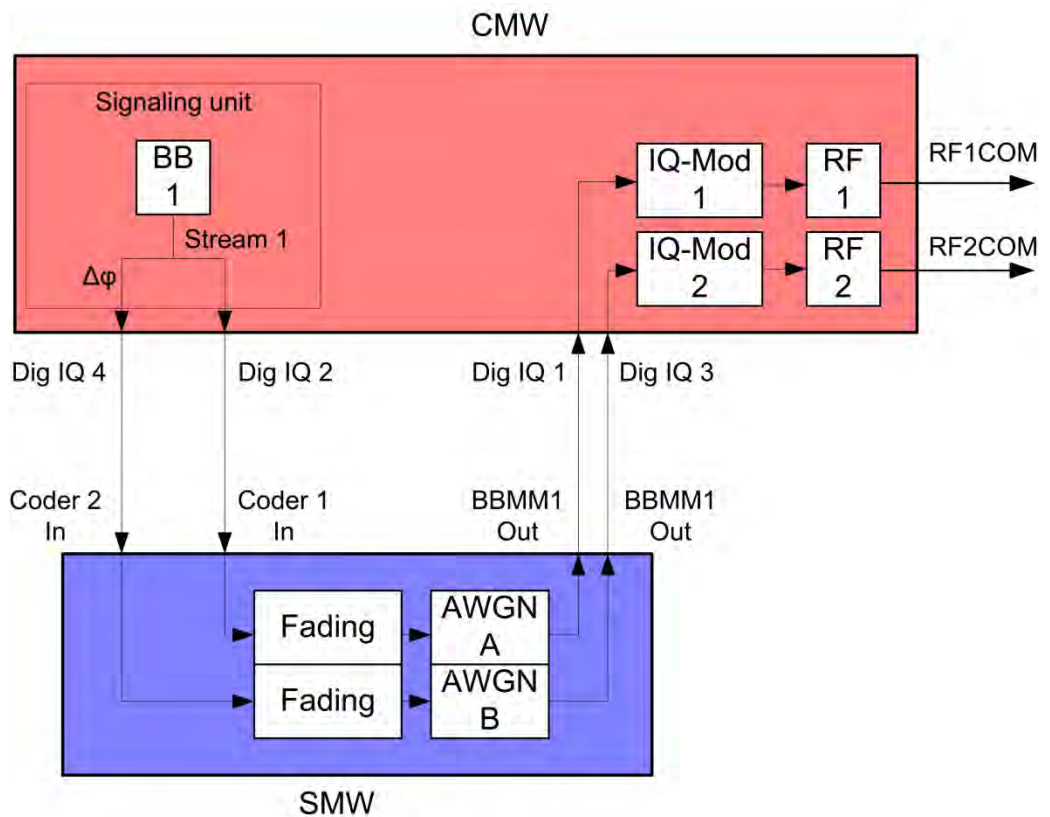 CMW
Signaling unit
BB
1
Stream 1
Δφ
IQ-Mod
1
RF
1
RF1COM
IQ-Mod
2
RF
2
RF2COM
Dig IQ 4
Dig IQ 2
Dig IQ 1
Dig IQ 3
Coder 2
In
Coder 1
In
BBMM1
Out
BBMM1
Out
Fading
AWGN
A
Fading
AWGN
B
SMW